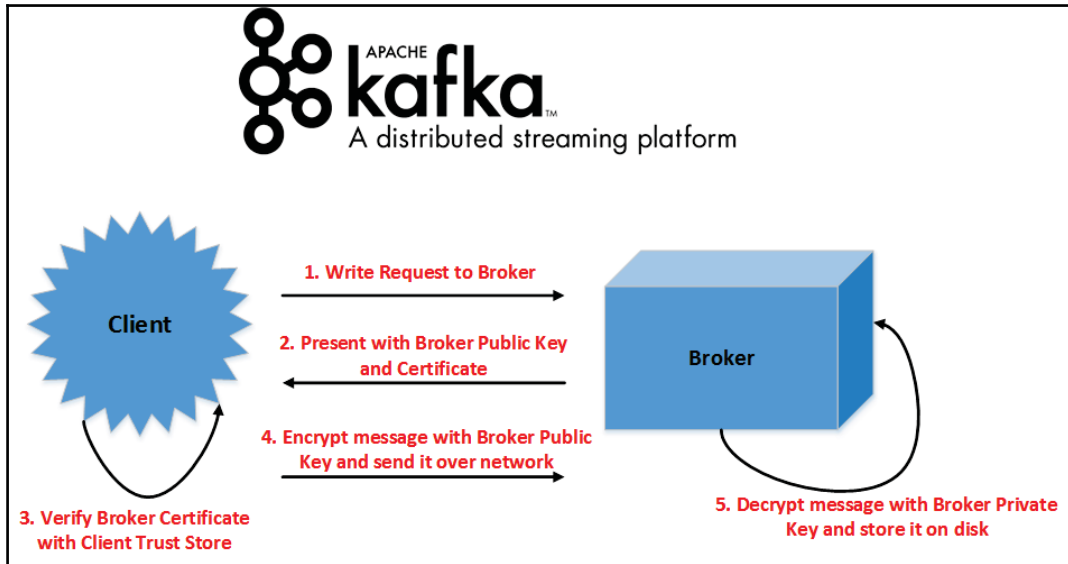 APACHE
kafka™
A distributed streaming platform
1. Write Request to Broker
Client
2. Present with Broker Public Key
and Certificate
Broker
4. Encrypt message with Broker Public
Key and send it over network
3. Verify Broker Certificate
with Client Trust Store
5. Decrypt message with Broker Private
Key and store it on disk